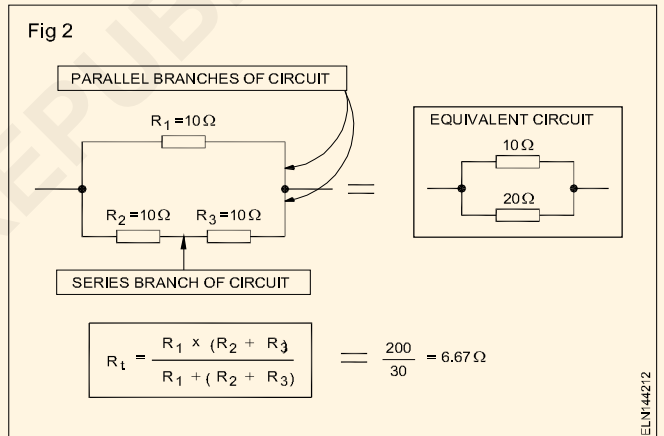 REPUB
Fig 2
PARALLEL BRANCHES OF CIRCUIT
R1=10Ω
EQUIVALENT CIRCUIT
10Ω
20Ω
=
R2=10Ω R3=10Ω
SERIES BRANCH OF CIRCUIT
Rt = R1 x (R2 + R3) / R1 + (R2 + R3) = 200 / 30 = 6.67Ω
ELN144212